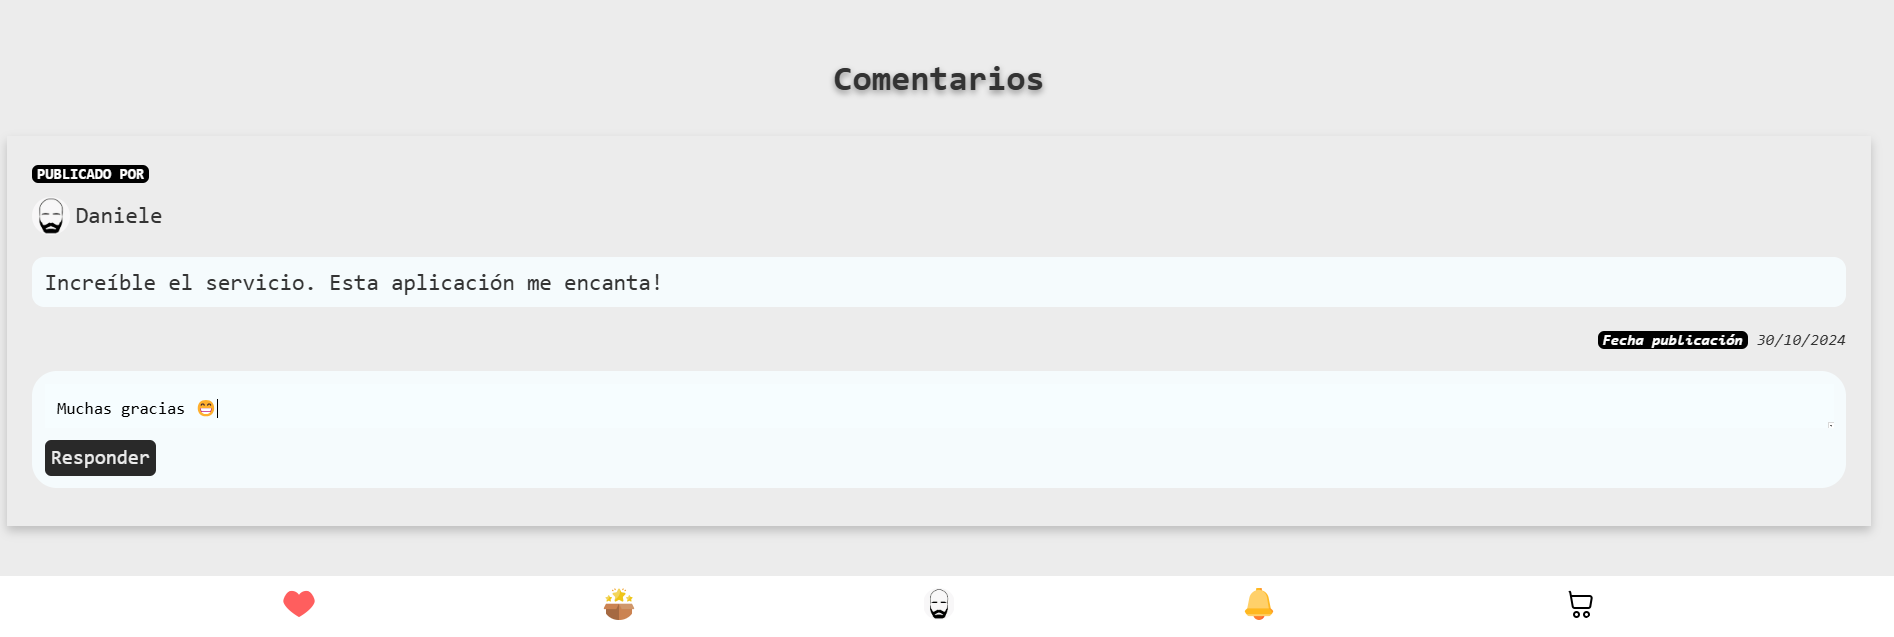 Comentarios
PUBLICADO POR
Daniele
Increíble el servicio. Esta aplicación me encanta!
Fecha publicación 30/10/2024
Muchas gracias 😁
Responder